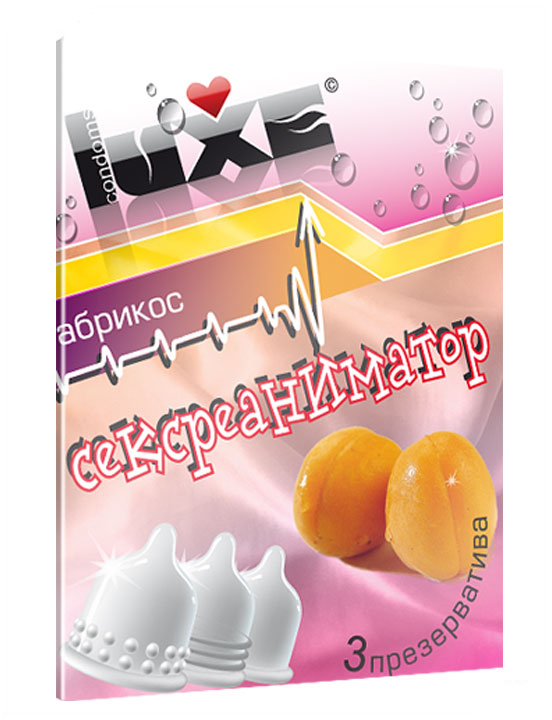 condoms
luxe ©
абрикос
сексреаниматор
3 презерватива